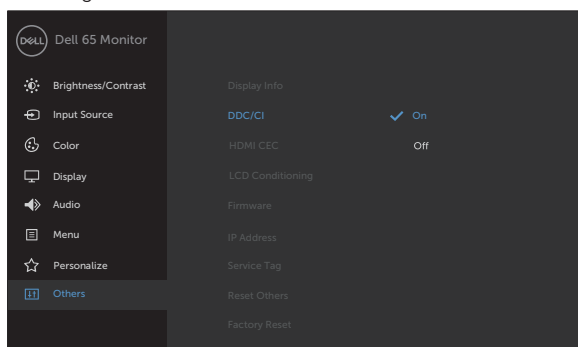 DELL Dell 65 Monitor
Brightness/Contrast Display Info
Input Source DDC/CI On
Color HDMI CEC Off
Display LCD Conditioning
Audio Firmware
Menu IP Address
Personalize Service Tag
Others Reset Others
Factory Reset